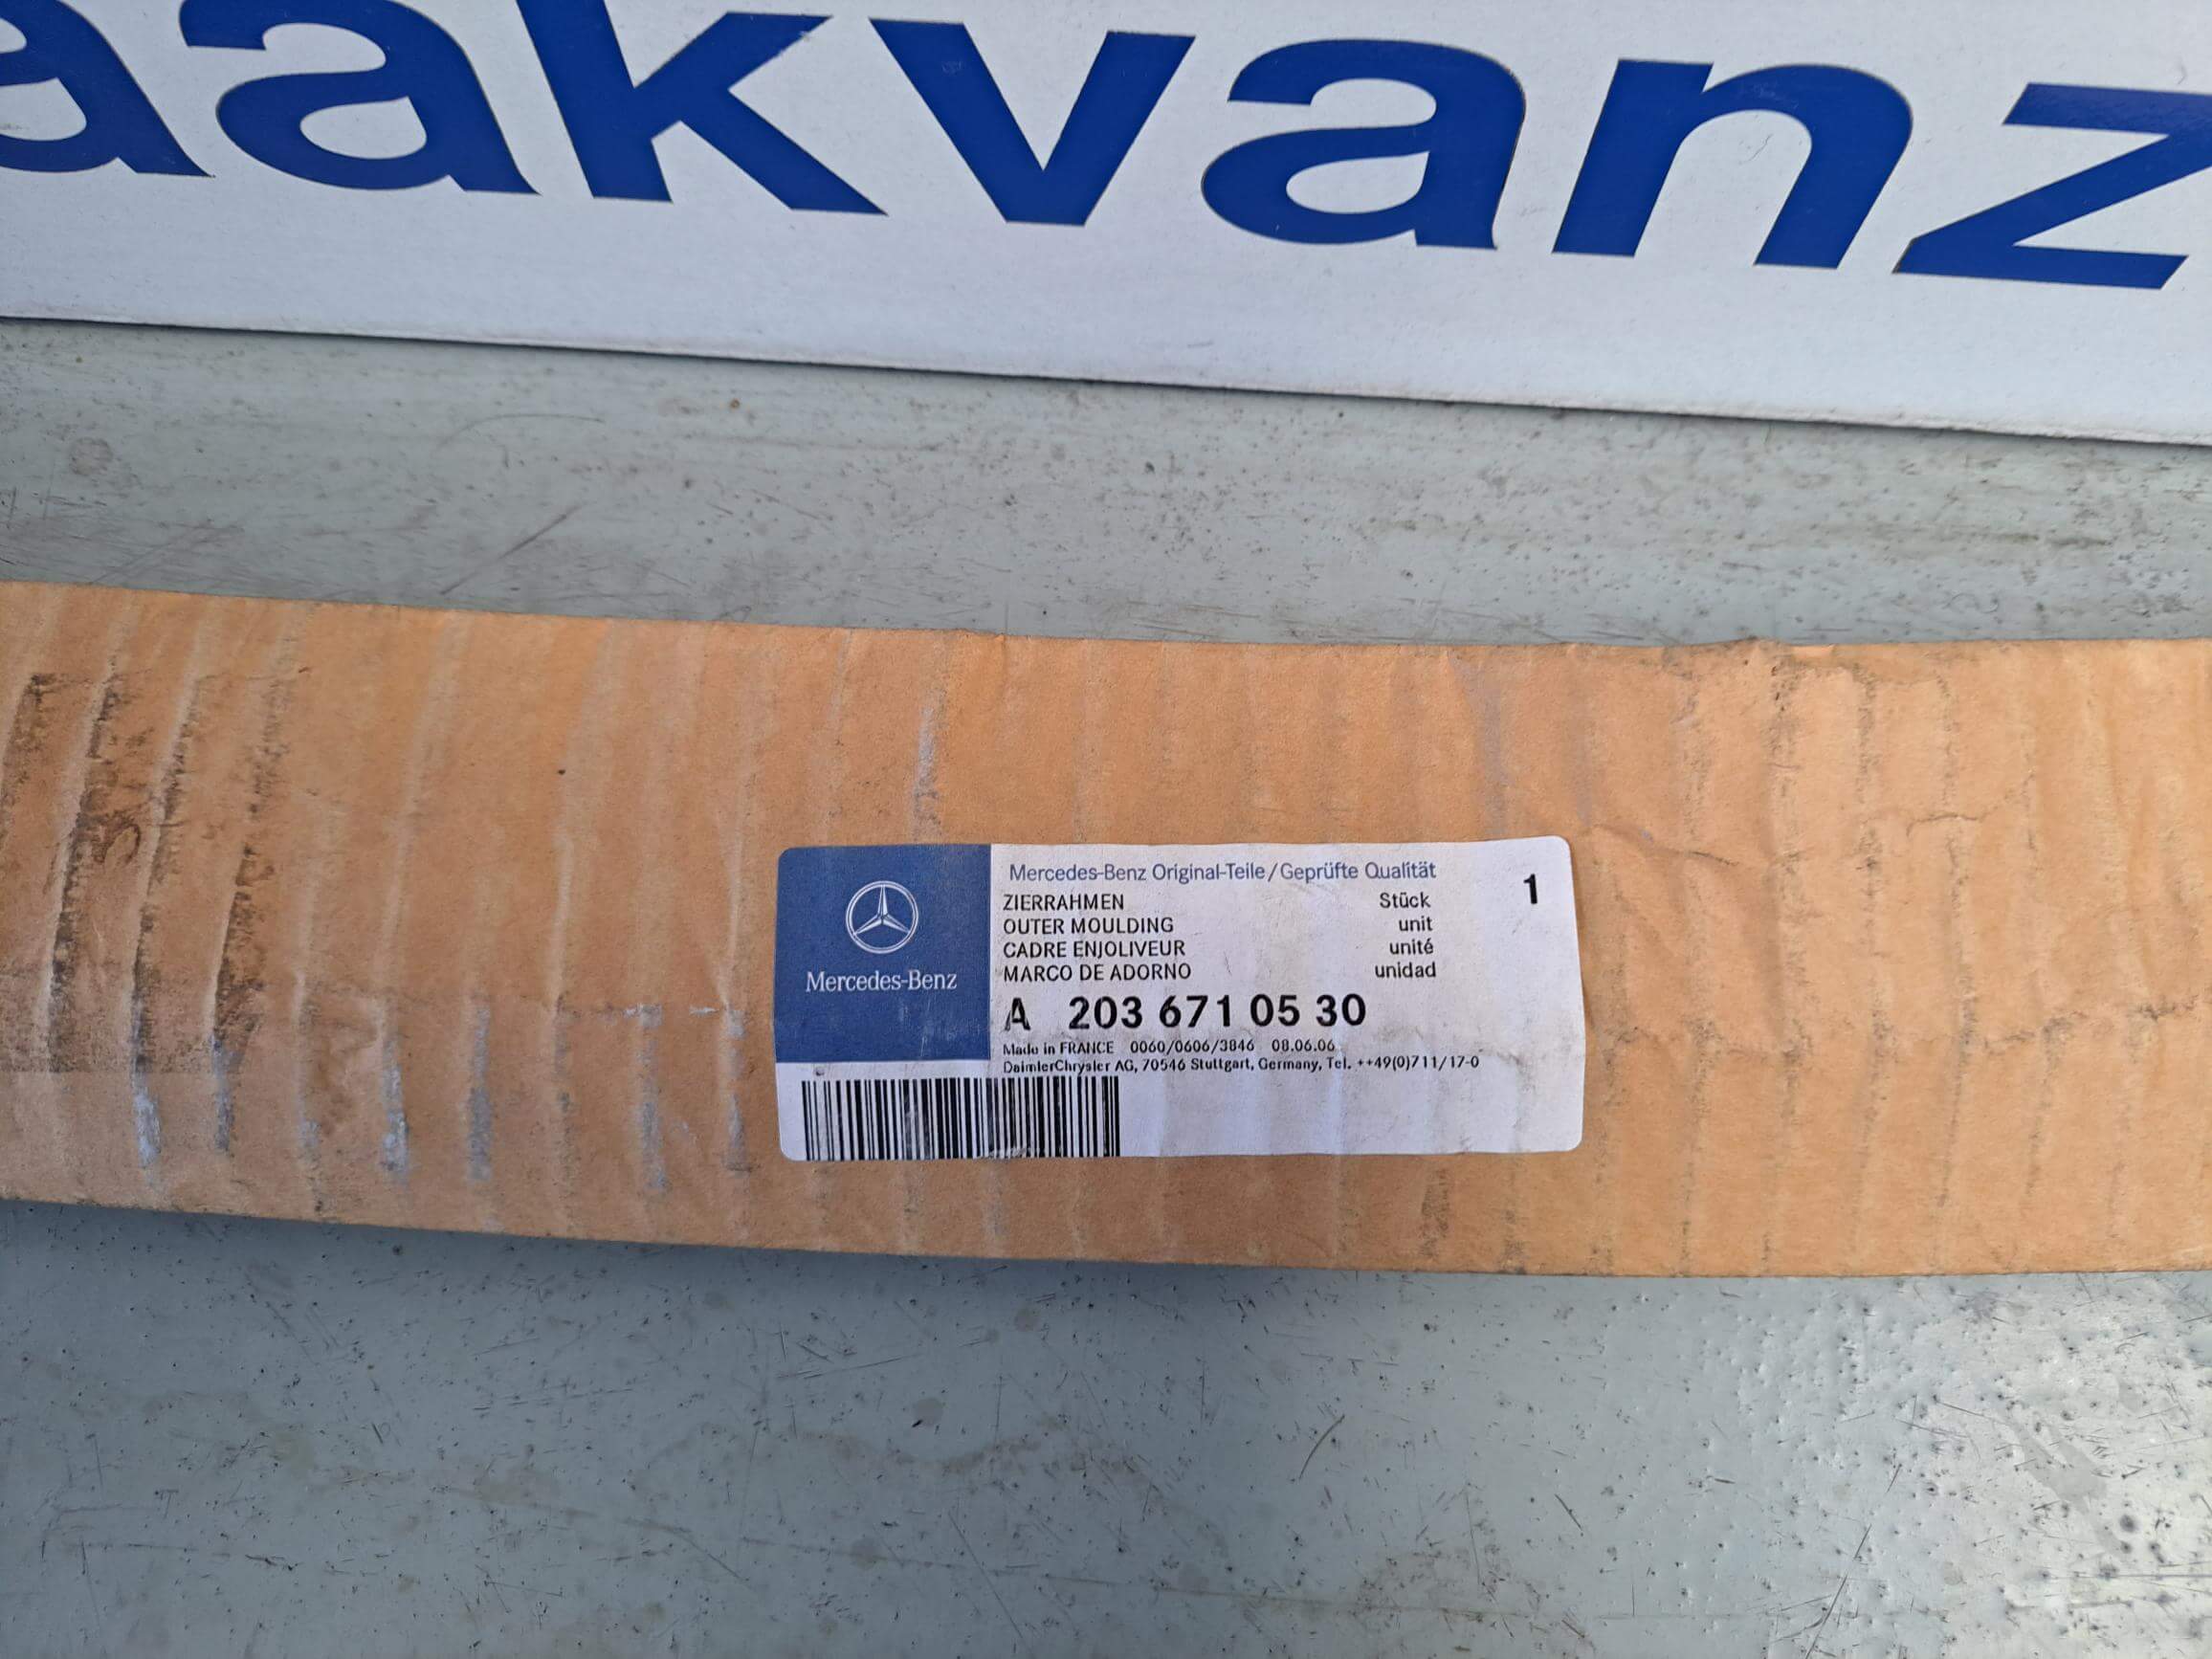 aakvanz
Mercedes-Benz
Mercedes-Benz Original-Teile/Geprüfte Qualität
1
ZIERRAHMEN Stück
OUTER MOULDING unit
CADRE ENJOLIVEUR unité
MARCO DE ADORNO unidad
A 203 671 05 30
Made in FRANCE 0060/0606/3846 08.06.06
DaimlerChrysler AG, 70546 Stuttgart, Germany, Tel. ++49(0)711/17-0